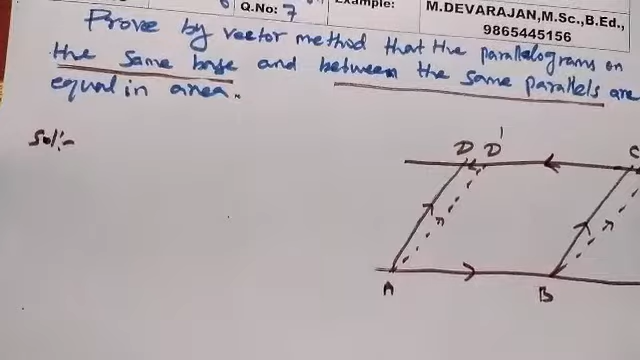 Q.No: 7
Example:
M.DEVARAJAN,M.Sc.,B.Ed.,
9865445156
Prove by vector method that the parallelograms on
the same base and between the same parallels are
equal in area.
Sol:-
D D' C
A B